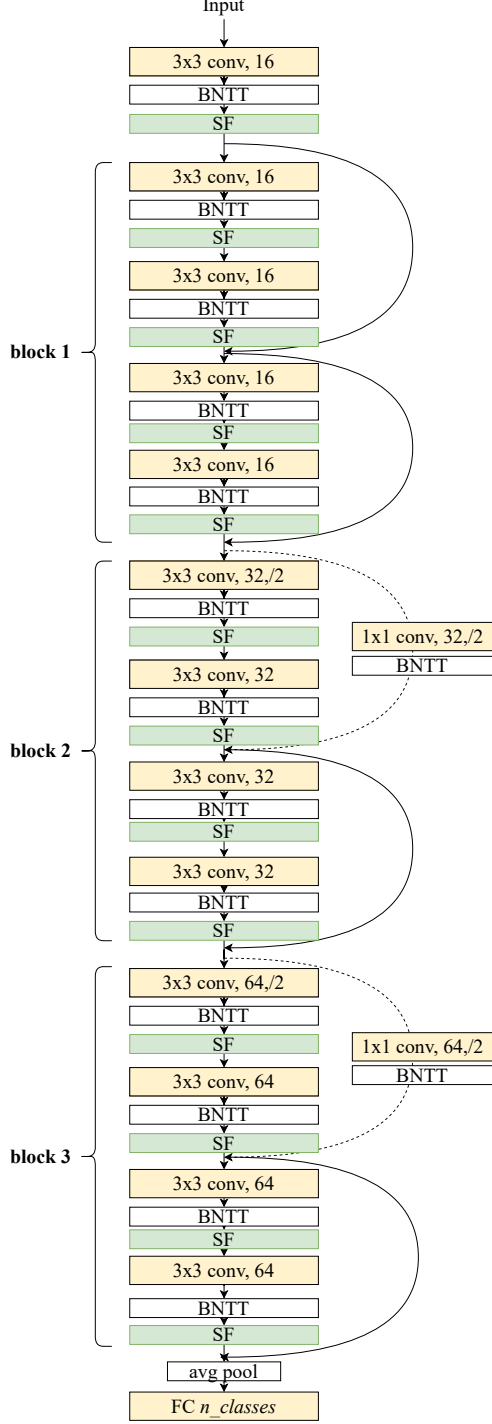 Input
3x3 conv, 16
BNTT
SF
3x3 conv, 16
BNTT
SF
3x3 conv, 16
BNTT
SF
block 1
3x3 conv, 16
BNTT
SF
3x3 conv, 16
BNTT
SF
3x3 conv, 32,/2
BNTT
SF
1x1 conv, 32,/2
BNTT
3x3 conv, 32
BNTT
SF
block 2
3x3 conv, 32
BNTT
SF
3x3 conv, 32
BNTT
SF
3x3 conv, 64,/2
BNTT
SF
1x1 conv, 64,/2
BNTT
3x3 conv, 64
BNTT
SF
block 3
3x3 conv, 64
BNTT
SF
3x3 conv, 64
BNTT
SF
avg pool
FC n_classes